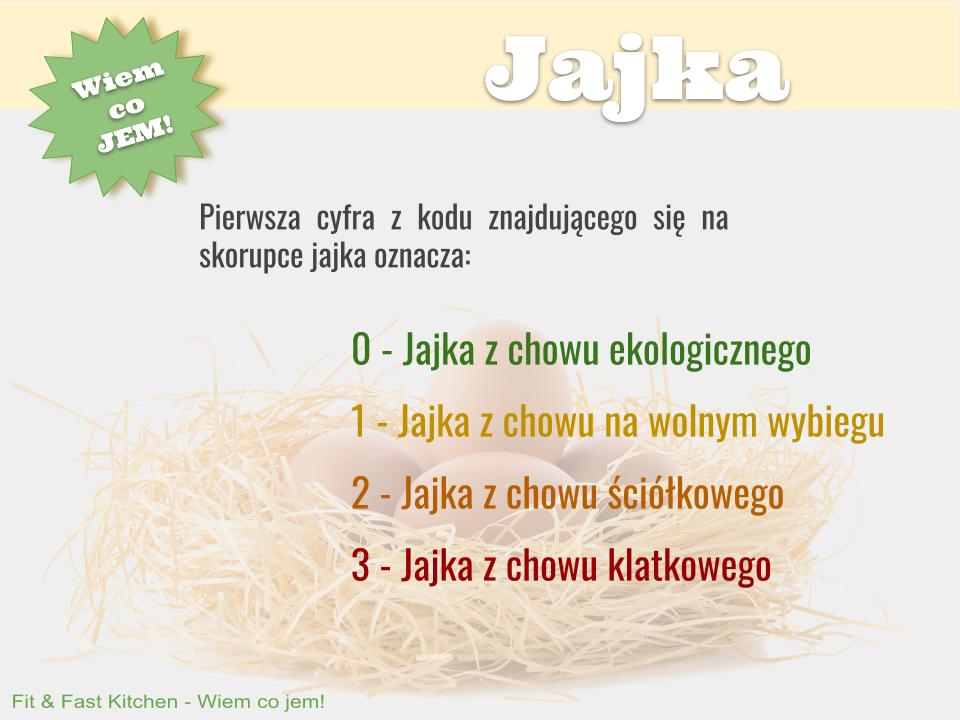 Wiem
co
JEM!
Jajka
Pierwsza cyfra z kodu znajdującego się na
skorupce jajka oznacza:
0 - Jajka z chowu ekologicznego
1 - Jajka z chowu na wolnym wybiegu
2 - Jajka z chowu ściółkowego
3 - Jajka z chowu klatkowego
Fit & Fast Kitchen - Wiem co jem!